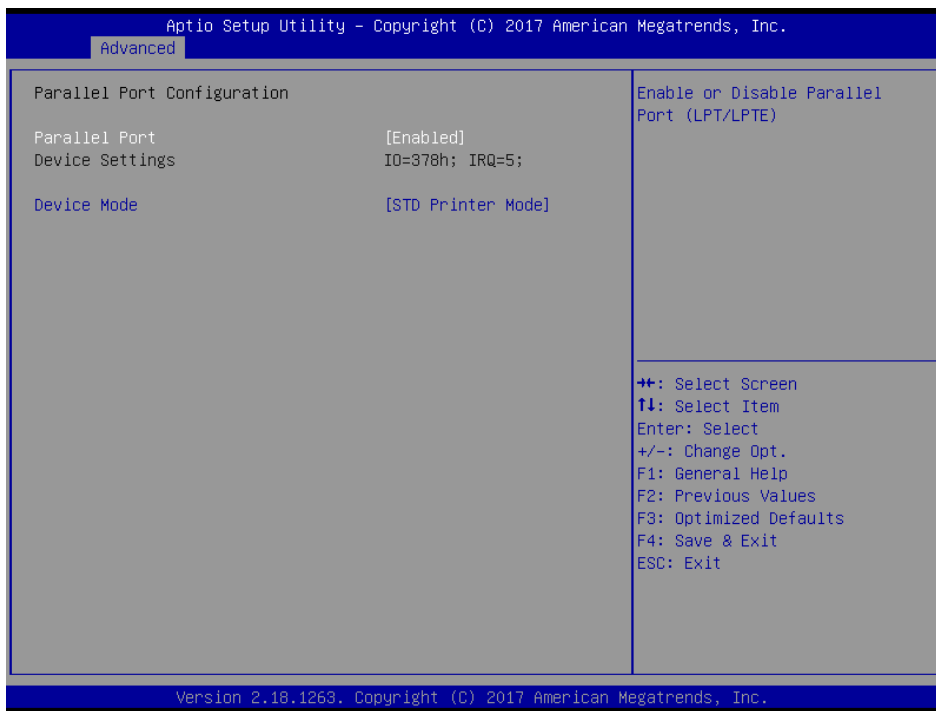 Aptio Setup Utility – Copyright (C) 2017 American Megatrends, Inc.
Advanced
Parallel Port Configuration
Parallel Port [Enabled]
Device Settings IO=378h; IRQ=5;
Device Mode [STD Printer Mode]
Enable or Disable Parallel
Port (LPT/LPTE)
→←: Select Screen
↑↓: Select Item
Enter: Select
+/-: Change Opt.
F1: General Help
F2: Previous Values
F3: Optimized Defaults
F4: Save & Exit
ESC: Exit
Version 2.18.1263. Copyright (C) 2017 American Megatrends, Inc.